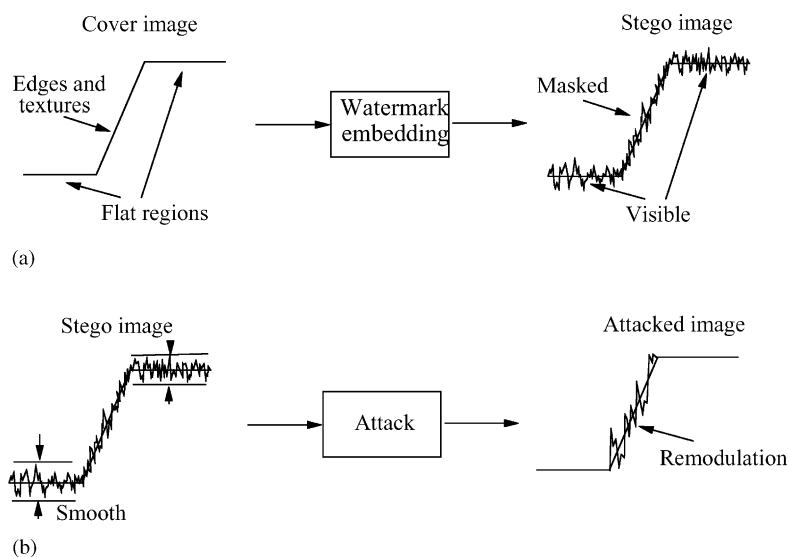 Cover image
Stego image
Edges and
textures
Masked
Watermark
embedding
Flat regions
Visible
(a)
Stego image
Attacked image
Attack
Remodulation
Smooth
(b)